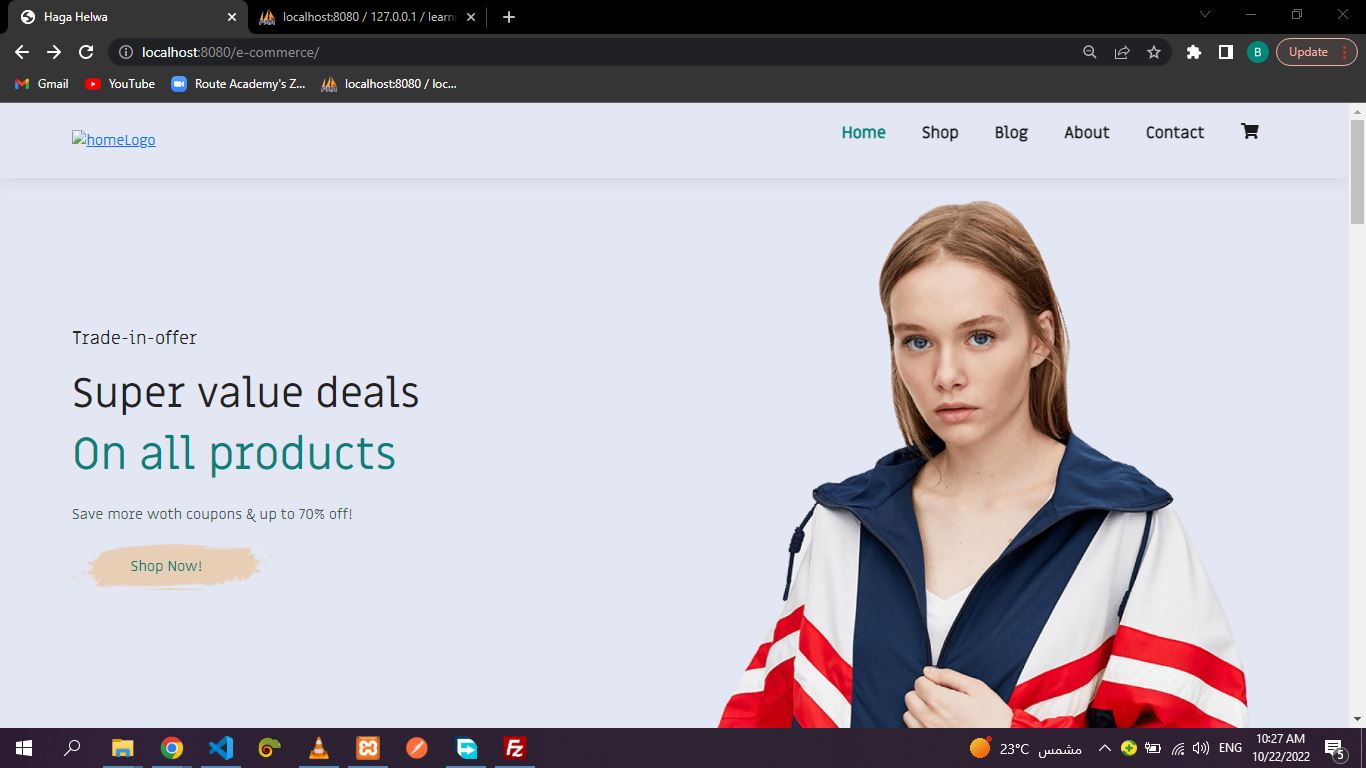 Haga Helwa
localhost:8080 / 127.0.0.1 / learn
localhost:8080/e-commerce/
B
Update
Gmail
YouTube
Route Academy's Z...
localhost:8080 / loc...
homeLogo
Home
Shop
Blog
About
Contact
Trade-in-offer
Super value deals
On all products
Save more woth coupons & up to 70% off!
Shop Now!
23°C مشمس
ENG
10:27 AM
10/22/2022
5